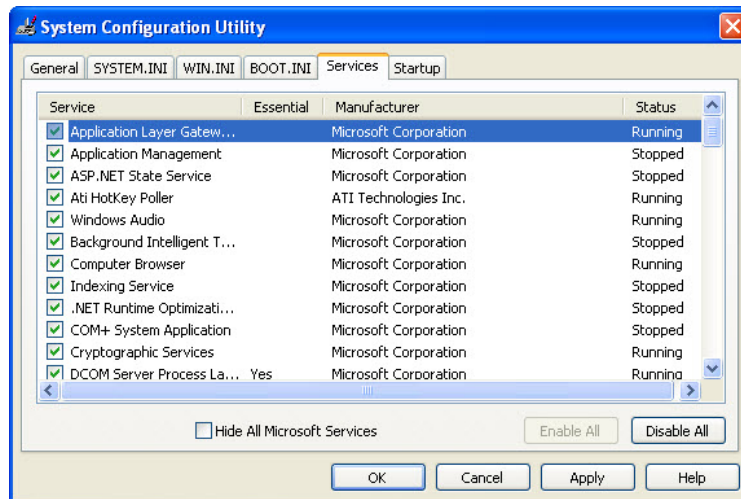 System Configuration Utility
General SYSTEM.INI WIN.INI BOOT.INI Services Startup
Service Essential Manufacturer Status
Application Layer Gatew... Microsoft Corporation Running
Application Management Microsoft Corporation Stopped
ASP.NET State Service Microsoft Corporation Stopped
Ati HotKey Poller ATI Technologies Inc. Running
Windows Audio Microsoft Corporation Running
Background Intelligent T... Microsoft Corporation Stopped
Computer Browser Microsoft Corporation Running
Indexing Service Microsoft Corporation Stopped
.NET Runtime Optimizati... Microsoft Corporation Stopped
COM+ System Application Microsoft Corporation Stopped
Cryptographic Services Microsoft Corporation Running
DCOM Server Process La... Yes Microsoft Corporation Running
Hide All Microsoft Services Enable All Disable All
OK Cancel Apply Help